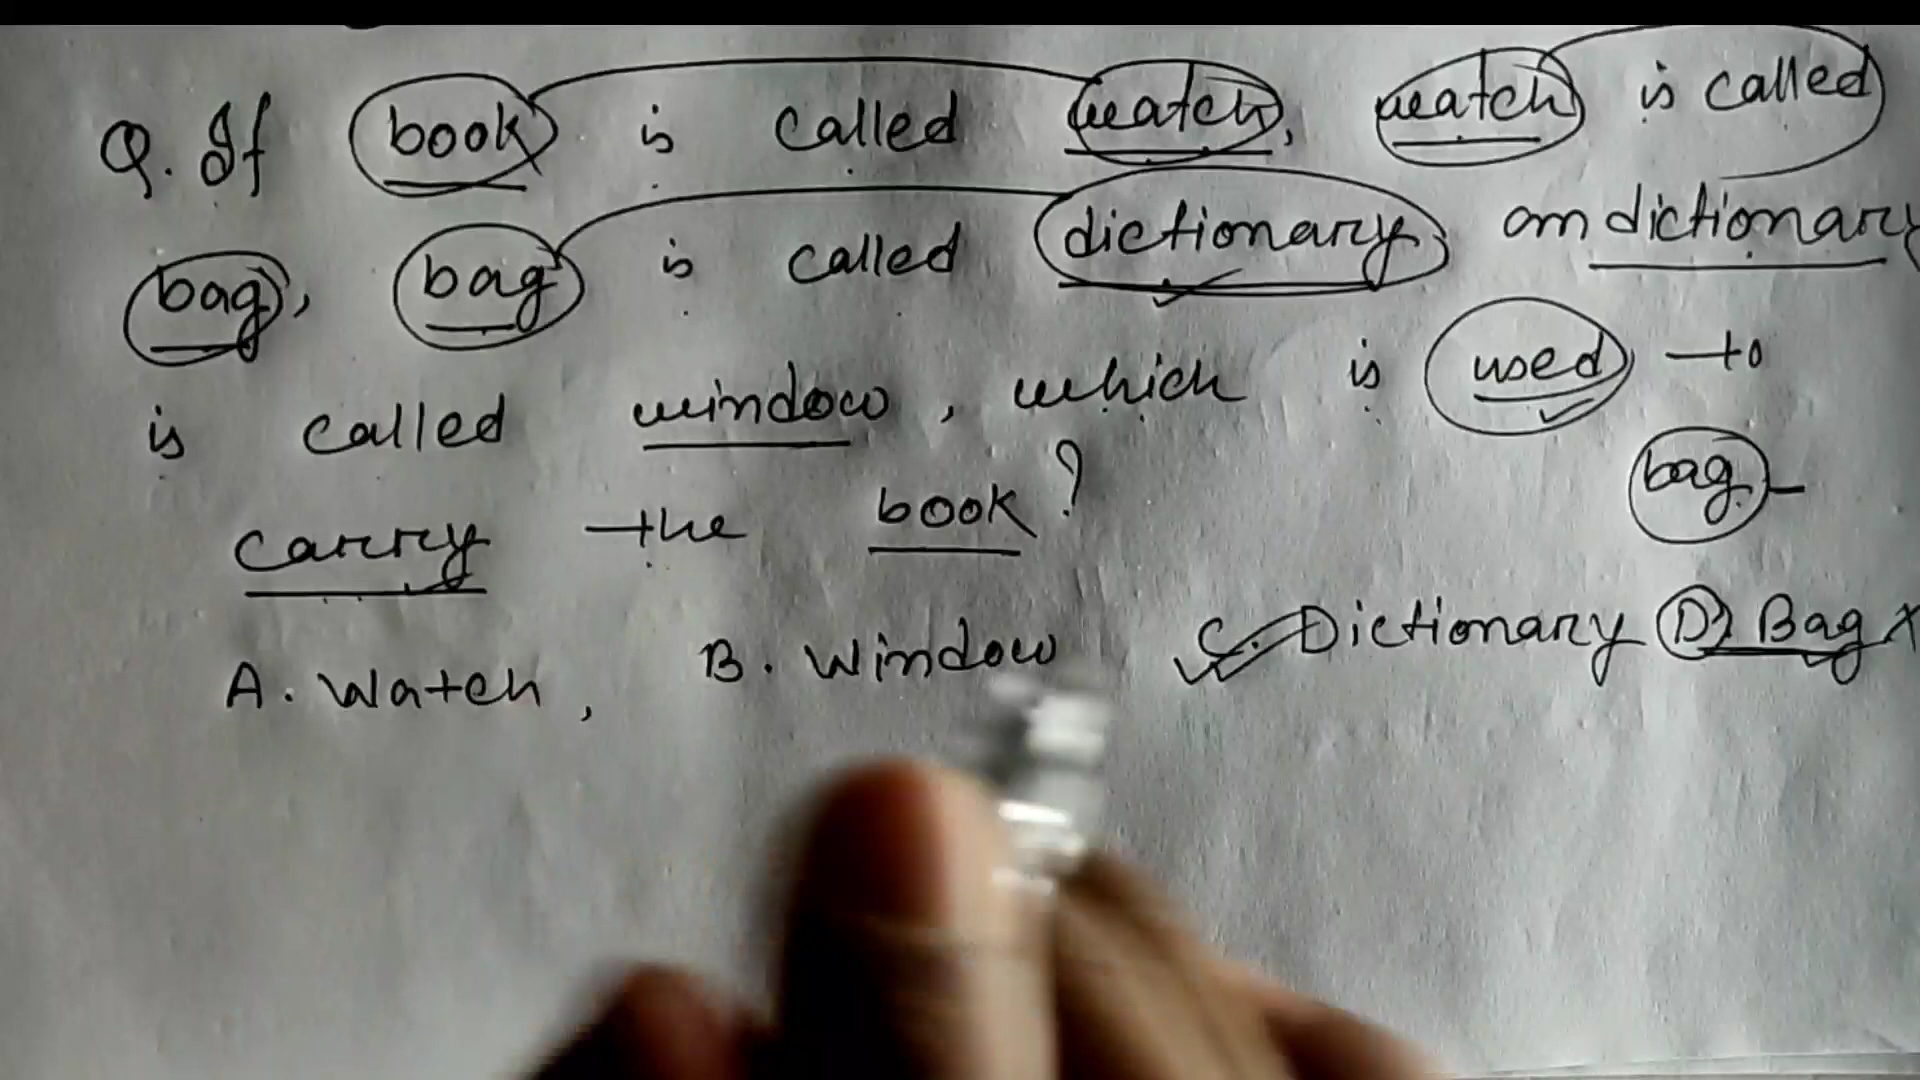 Q. If book is called watch, watch is called
bag, bag is called dictionary, an dictionary
is called window, which is used to
carry the book?
bag
A. Watch, B. Window C. Dictionary D) Bag x